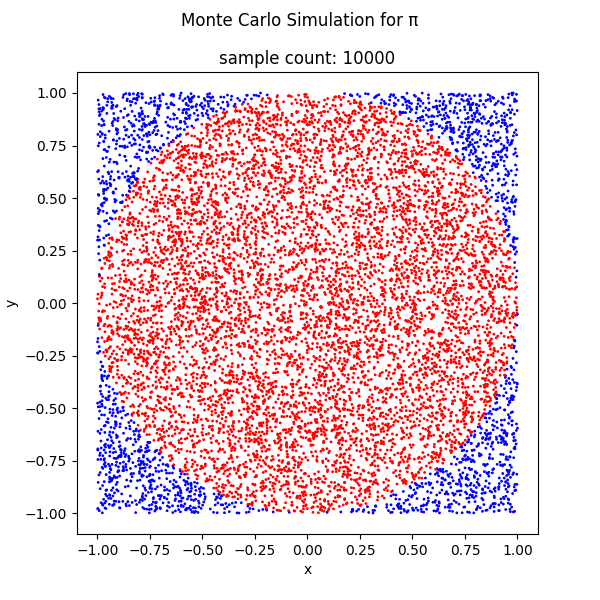 Monte Carlo Simulation for π
sample count: 10000
1.00
0.75
0.50
0.25
0.00
−0.25
−0.50
−0.75
−1.00
y
−1.00 −0.75 −0.50 −0.25 0.00 0.25 0.50 0.75 1.00
x